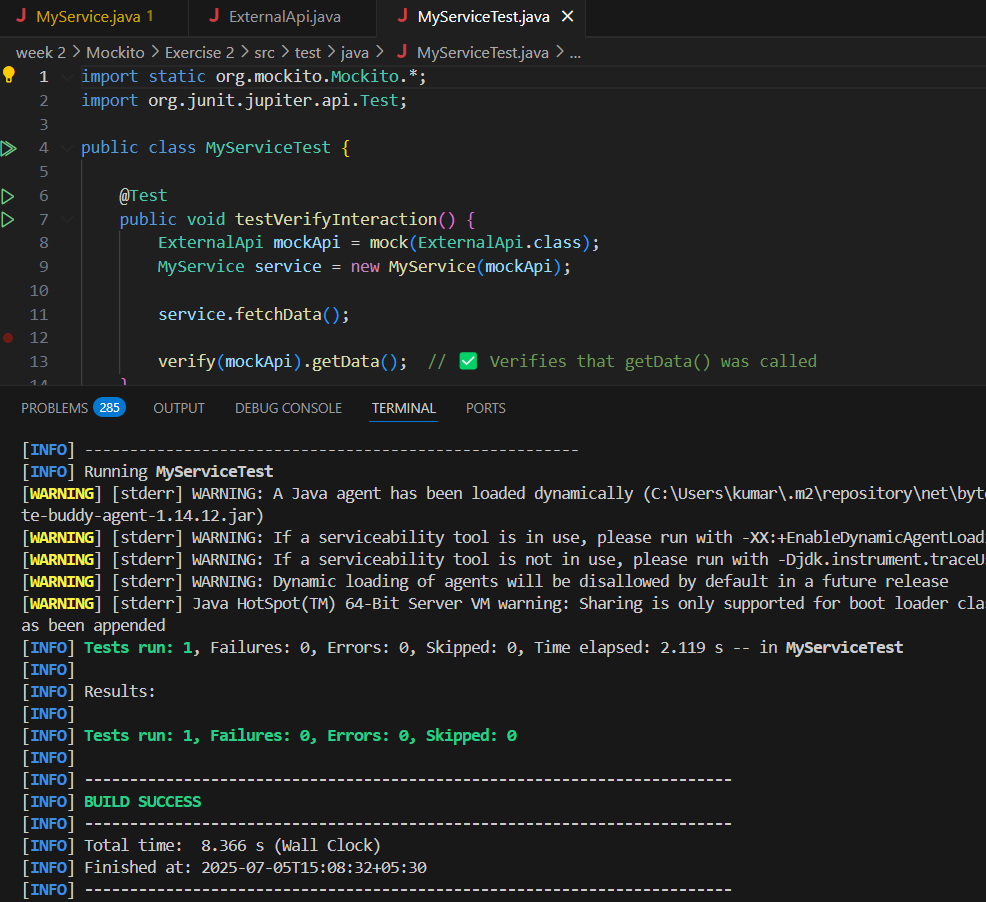 MyService.java 1 ExternalApi.java MyServiceTest.java
week 2 > Mockito > Exercise 2 > src > test > java > MyServiceTest.java > ...
1 import static org.mockito.Mockito.*;
2 import org.junit.jupiter.api.Test;
3
4 public class MyServiceTest {
5
6 @Test
7 public void testVerifyInteraction() {
8 ExternalApi mockApi = mock(ExternalApi.class);
9 MyService service = new MyService(mockApi);
10
11 service.fetchData();
12
13 verify(mockApi).getData(); // ✅ Verifies that getData() was called
14 }
PROBLEMS 285 OUTPUT DEBUG CONSOLE TERMINAL PORTS
[INFO] -------------------------------------------------------
[INFO] Running MyServiceTest
[WARNING] [stderr] WARNING: A Java agent has been loaded dynamically (C:\Users\kumar\.m2\repository\net\byt
te-buddy-agent-1.14.12.jar)
[WARNING] [stderr] WARNING: If a serviceability tool is in use, please run with -XX:+EnableDynamicAgentLoad
[WARNING] [stderr] WARNING: If a serviceability tool is not in use, please run with -Djdk.instrument.traceU
[WARNING] [stderr] WARNING: Dynamic loading of agents will be disallowed by default in a future release
[WARNING] [stderr] Java HotSpot(TM) 64-Bit Server VM warning: Sharing is only supported for boot loader cla
as been appended
[INFO] Tests run: 1, Failures: 0, Errors: 0, Skipped: 0, Time elapsed: 2.119 s -- in MyServiceTest
[INFO]
[INFO] Results:
[INFO]
[INFO] Tests run: 1, Failures: 0, Errors: 0, Skipped: 0
[INFO]
[INFO] ------------------------------------------------------------------------
[INFO] BUILD SUCCESS
[INFO] ------------------------------------------------------------------------
[INFO] Total time:  8.366 s (Wall Clock)
[INFO] Finished at: 2025-07-05T15:08:32+05:30
[INFO] ------------------------------------------------------------------------